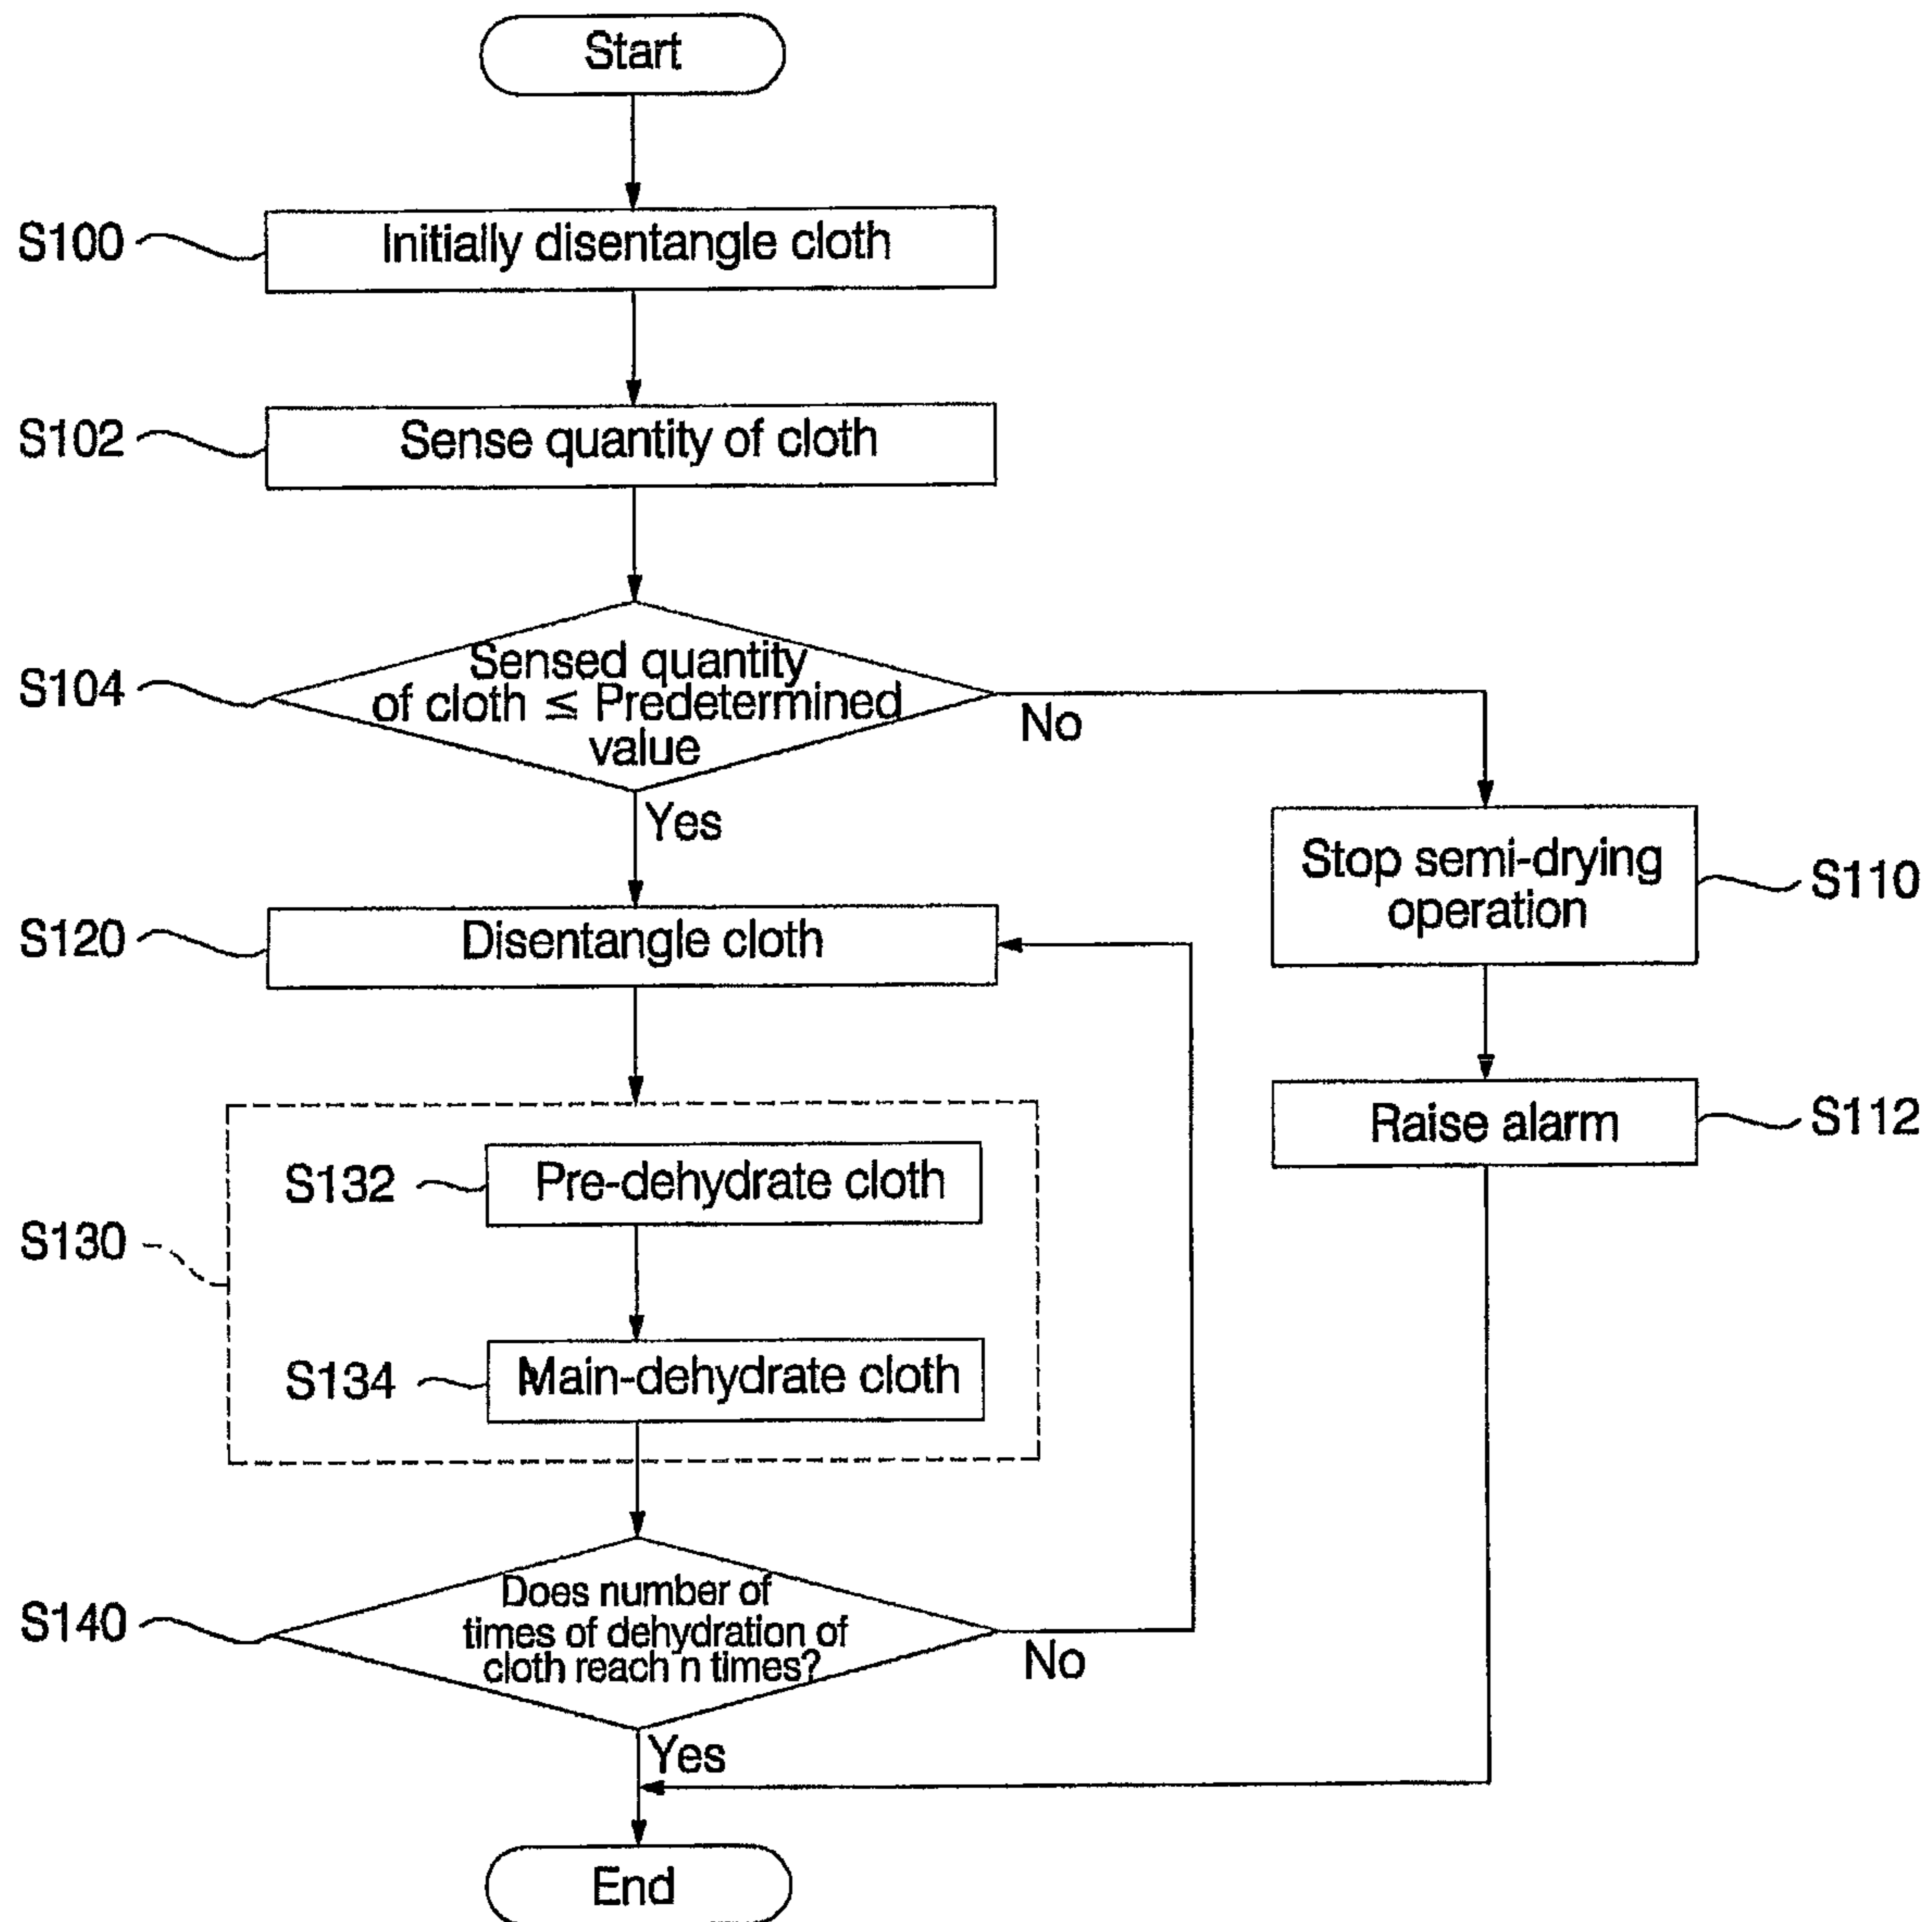 Start
S100
Initially disentangle cloth
S102
Sense quantity of cloth
S104
Sensed quantity
of cloth ≦ Predetermined
value
No
Yes
Stop semi-drying
operation
S110
S120
Disentangle cloth
Raise alarm
S112
S130
S132
Pre-dehydrate cloth
S134
Main-dehydrate cloth
S140
Does number of
times of dehydration of
cloth reach n times?
No
Yes
End